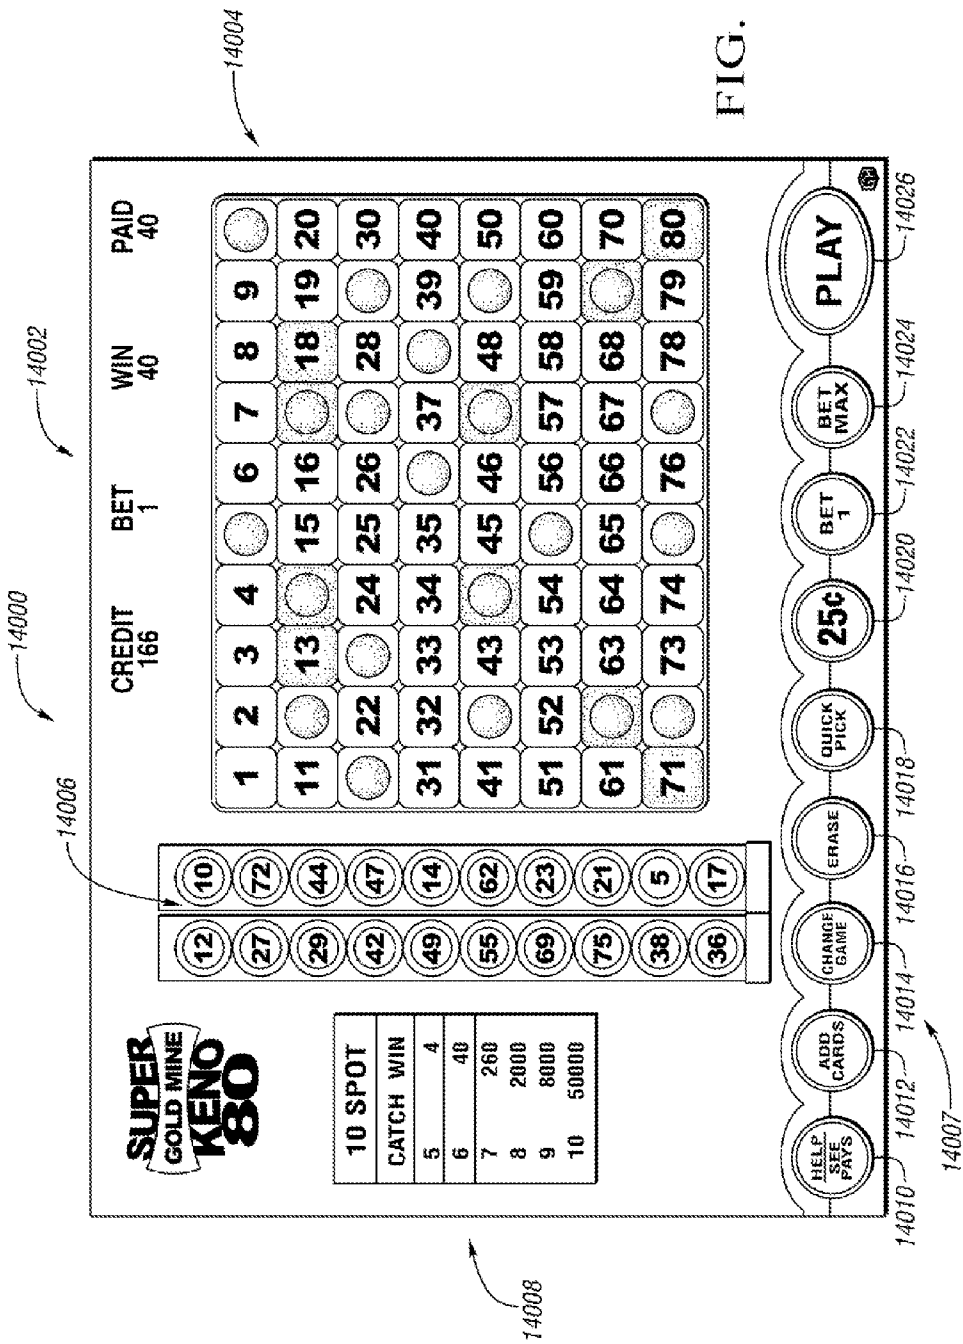 14000
14002
14004
14006
SUPER
GOLD MINE
KENO
80
CREDIT BET WIN PAID
166 1 40 40
10 SPOT
CATCH WIN
5 4
6 40
7 260
8 2000
9 8000
10 50000
12 10
27 72
29 44
42 47
49 14
55 62
69 23
75 21
38 5
36 17
1 2 3 4 6 7 8 9
11 13 15 16 18 19 20
22 24 25 26 28 30
31 32 33 34 35 37 39 40
41 43 45 46 48 50
51 52 53 54 56 57 58 59 60
61 63 64 65 66 67 68 70
71 73 74 76 78 79 80
HELP
SEE
PAYS
ADD
CARDS
CHANGE
GAME
ERASE
QUICK
PICK
25¢
BET
1
BET
MAX
PLAY
14008
14010 14012 14014 14016 14018 14020 14022 14024 14026
14007
FIG.